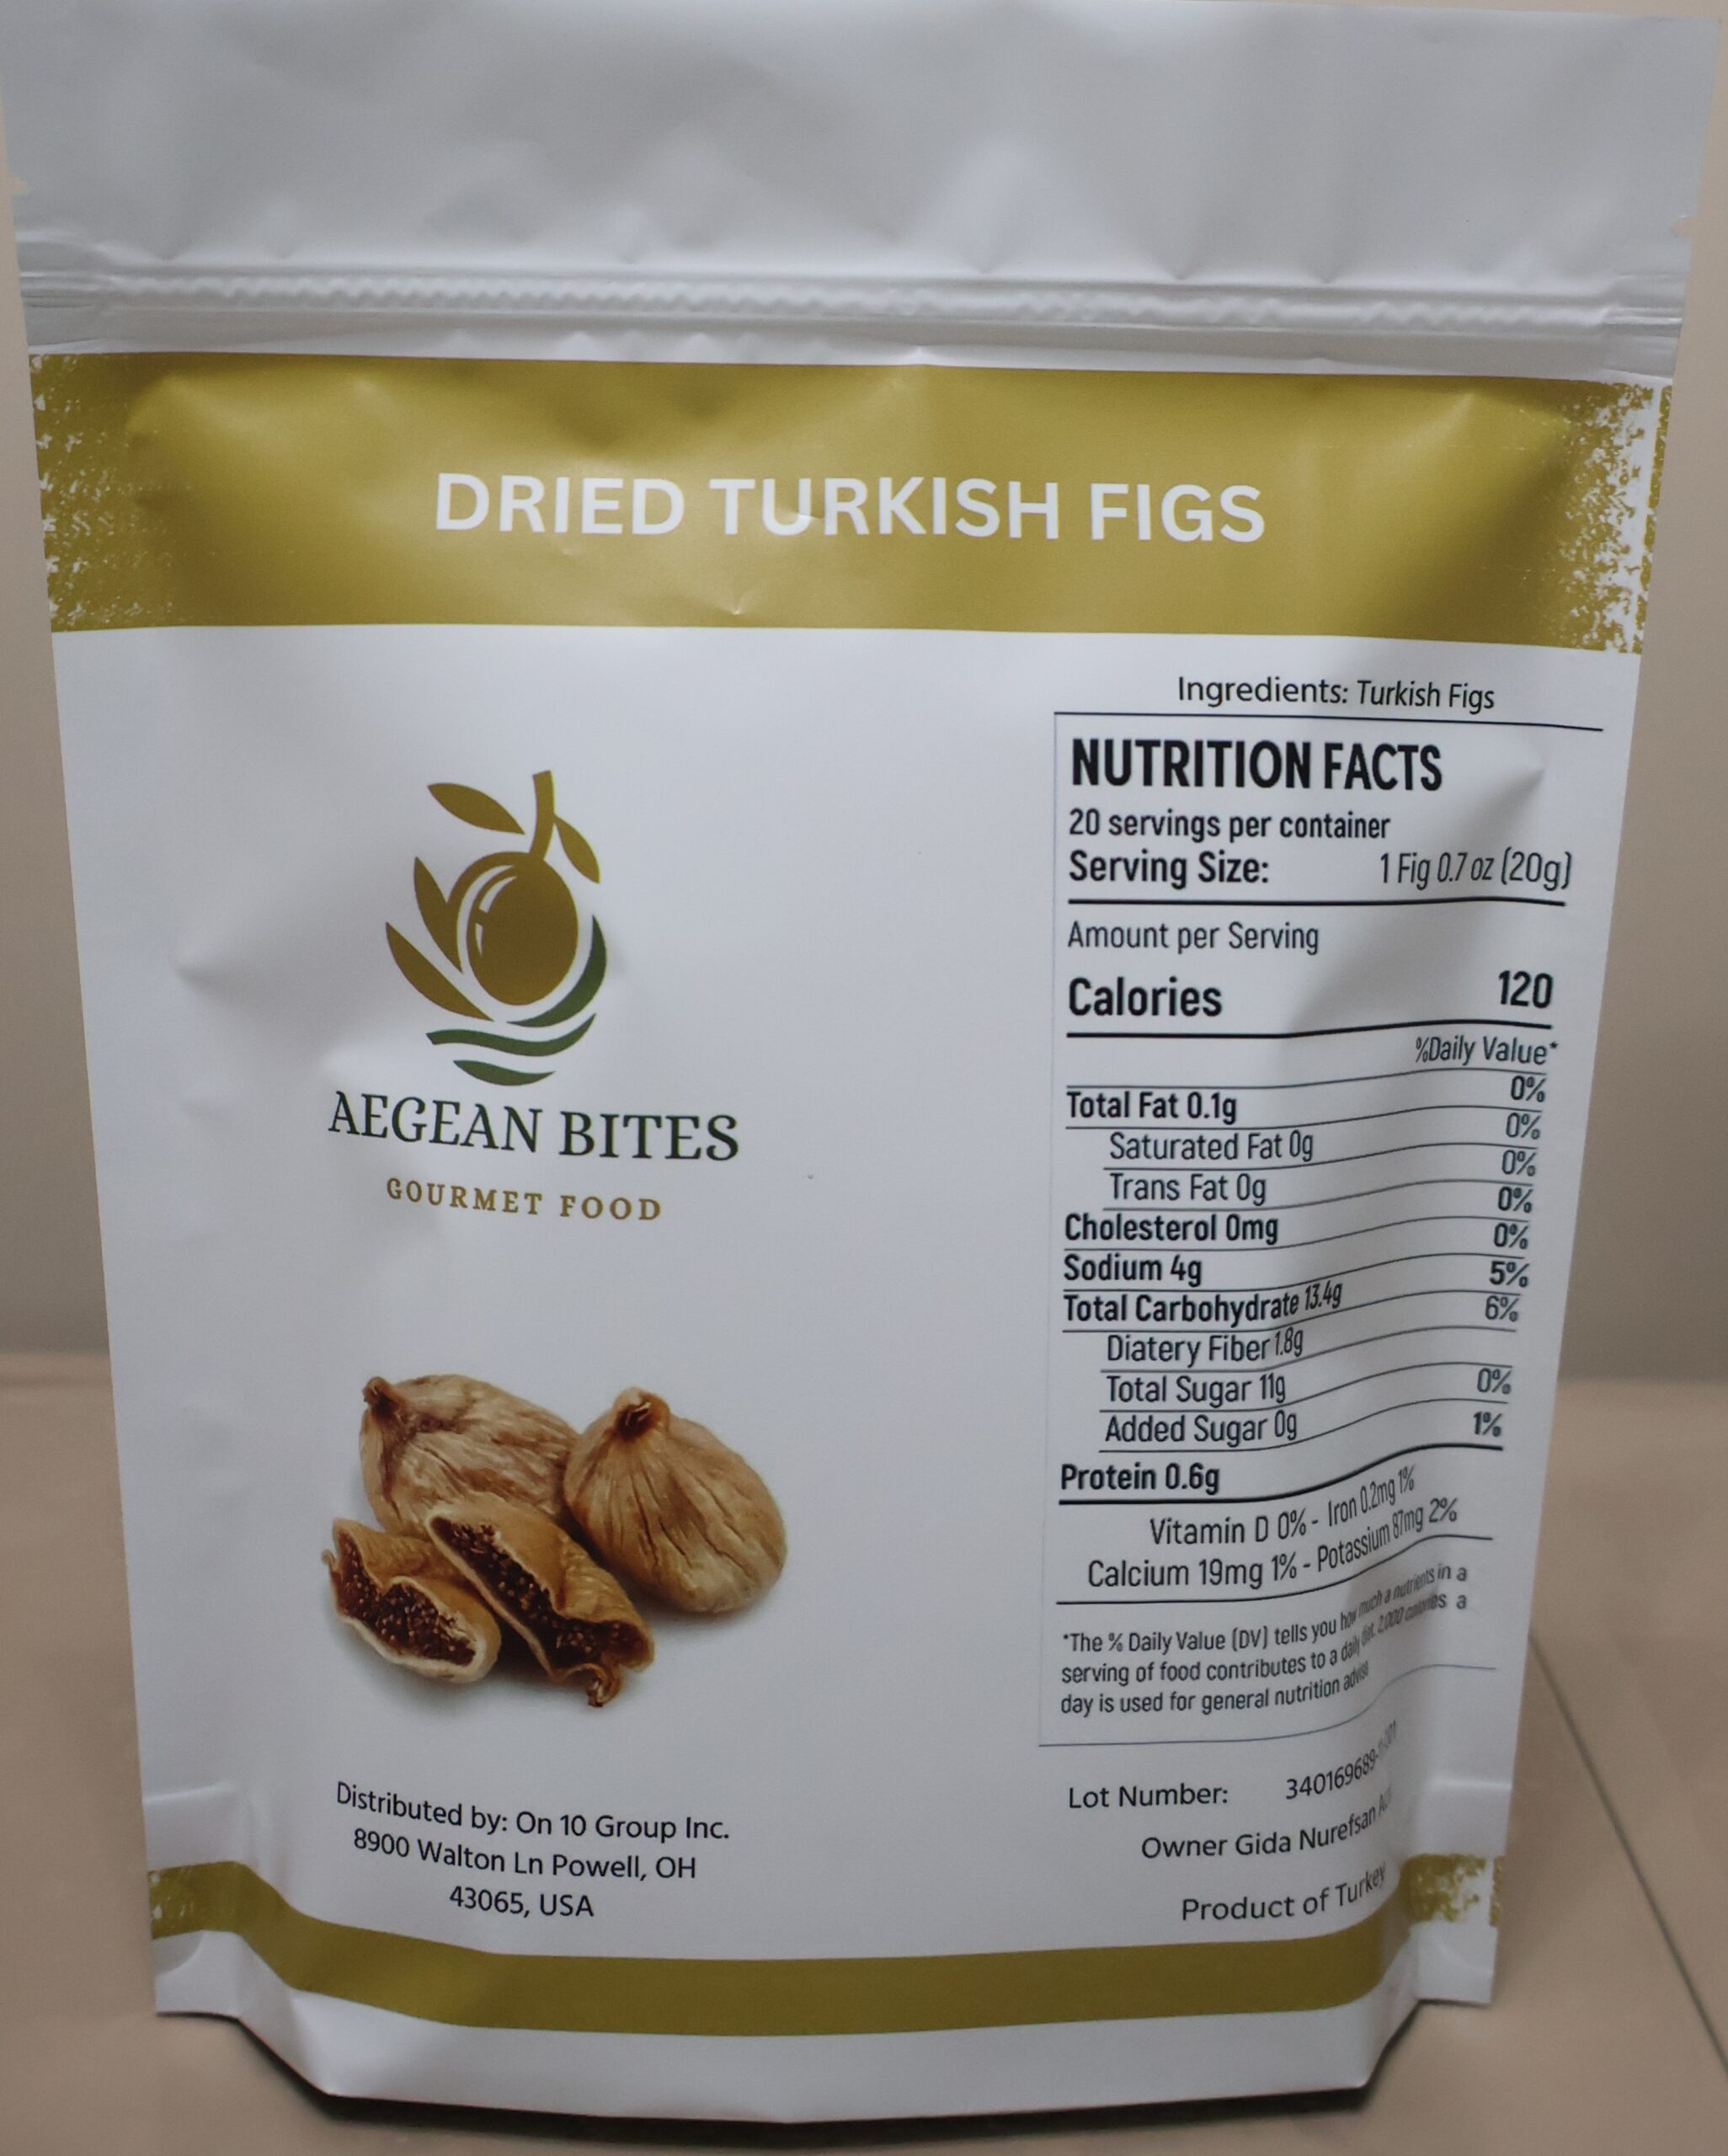 DRIED TURKISH FIGS
AEGEAN BITES
GOURMET FOOD
Distributed by: On 10 Group Inc.
8900 Walton Ln Powell, OH
43065, USA
Ingredients: Turkish Figs
NUTRITION FACTS
20 servings per container
Serving Size: 1 Fig 0.7 oz (20g)
Amount per Serving
Calories 120
%Daily Value*
Total Fat 0.1g 0%
Saturated Fat 0g 0%
Trans Fat 0g 0%
Cholesterol 0mg 0%
Sodium 4g 0%
Total Carbohydrate 13.4g 5%
Diatery Fiber 1.8g 6%
Total Sugar 11g
Added Sugar 0g 0%
Protein 0.6g 1%
Vitamin D 0% - Iron 0.2mg 1%
Calcium 19mg 1% - Potassium 87mg 2%
*The % Daily Value (DV) tells you how much a nutrients in a
serving of food contributes to a daily diet. 2,000 calories a
day is used for general nutrition advise
Lot Number: 340169689-
Owner Gida Nurefsan
Product of Turkey